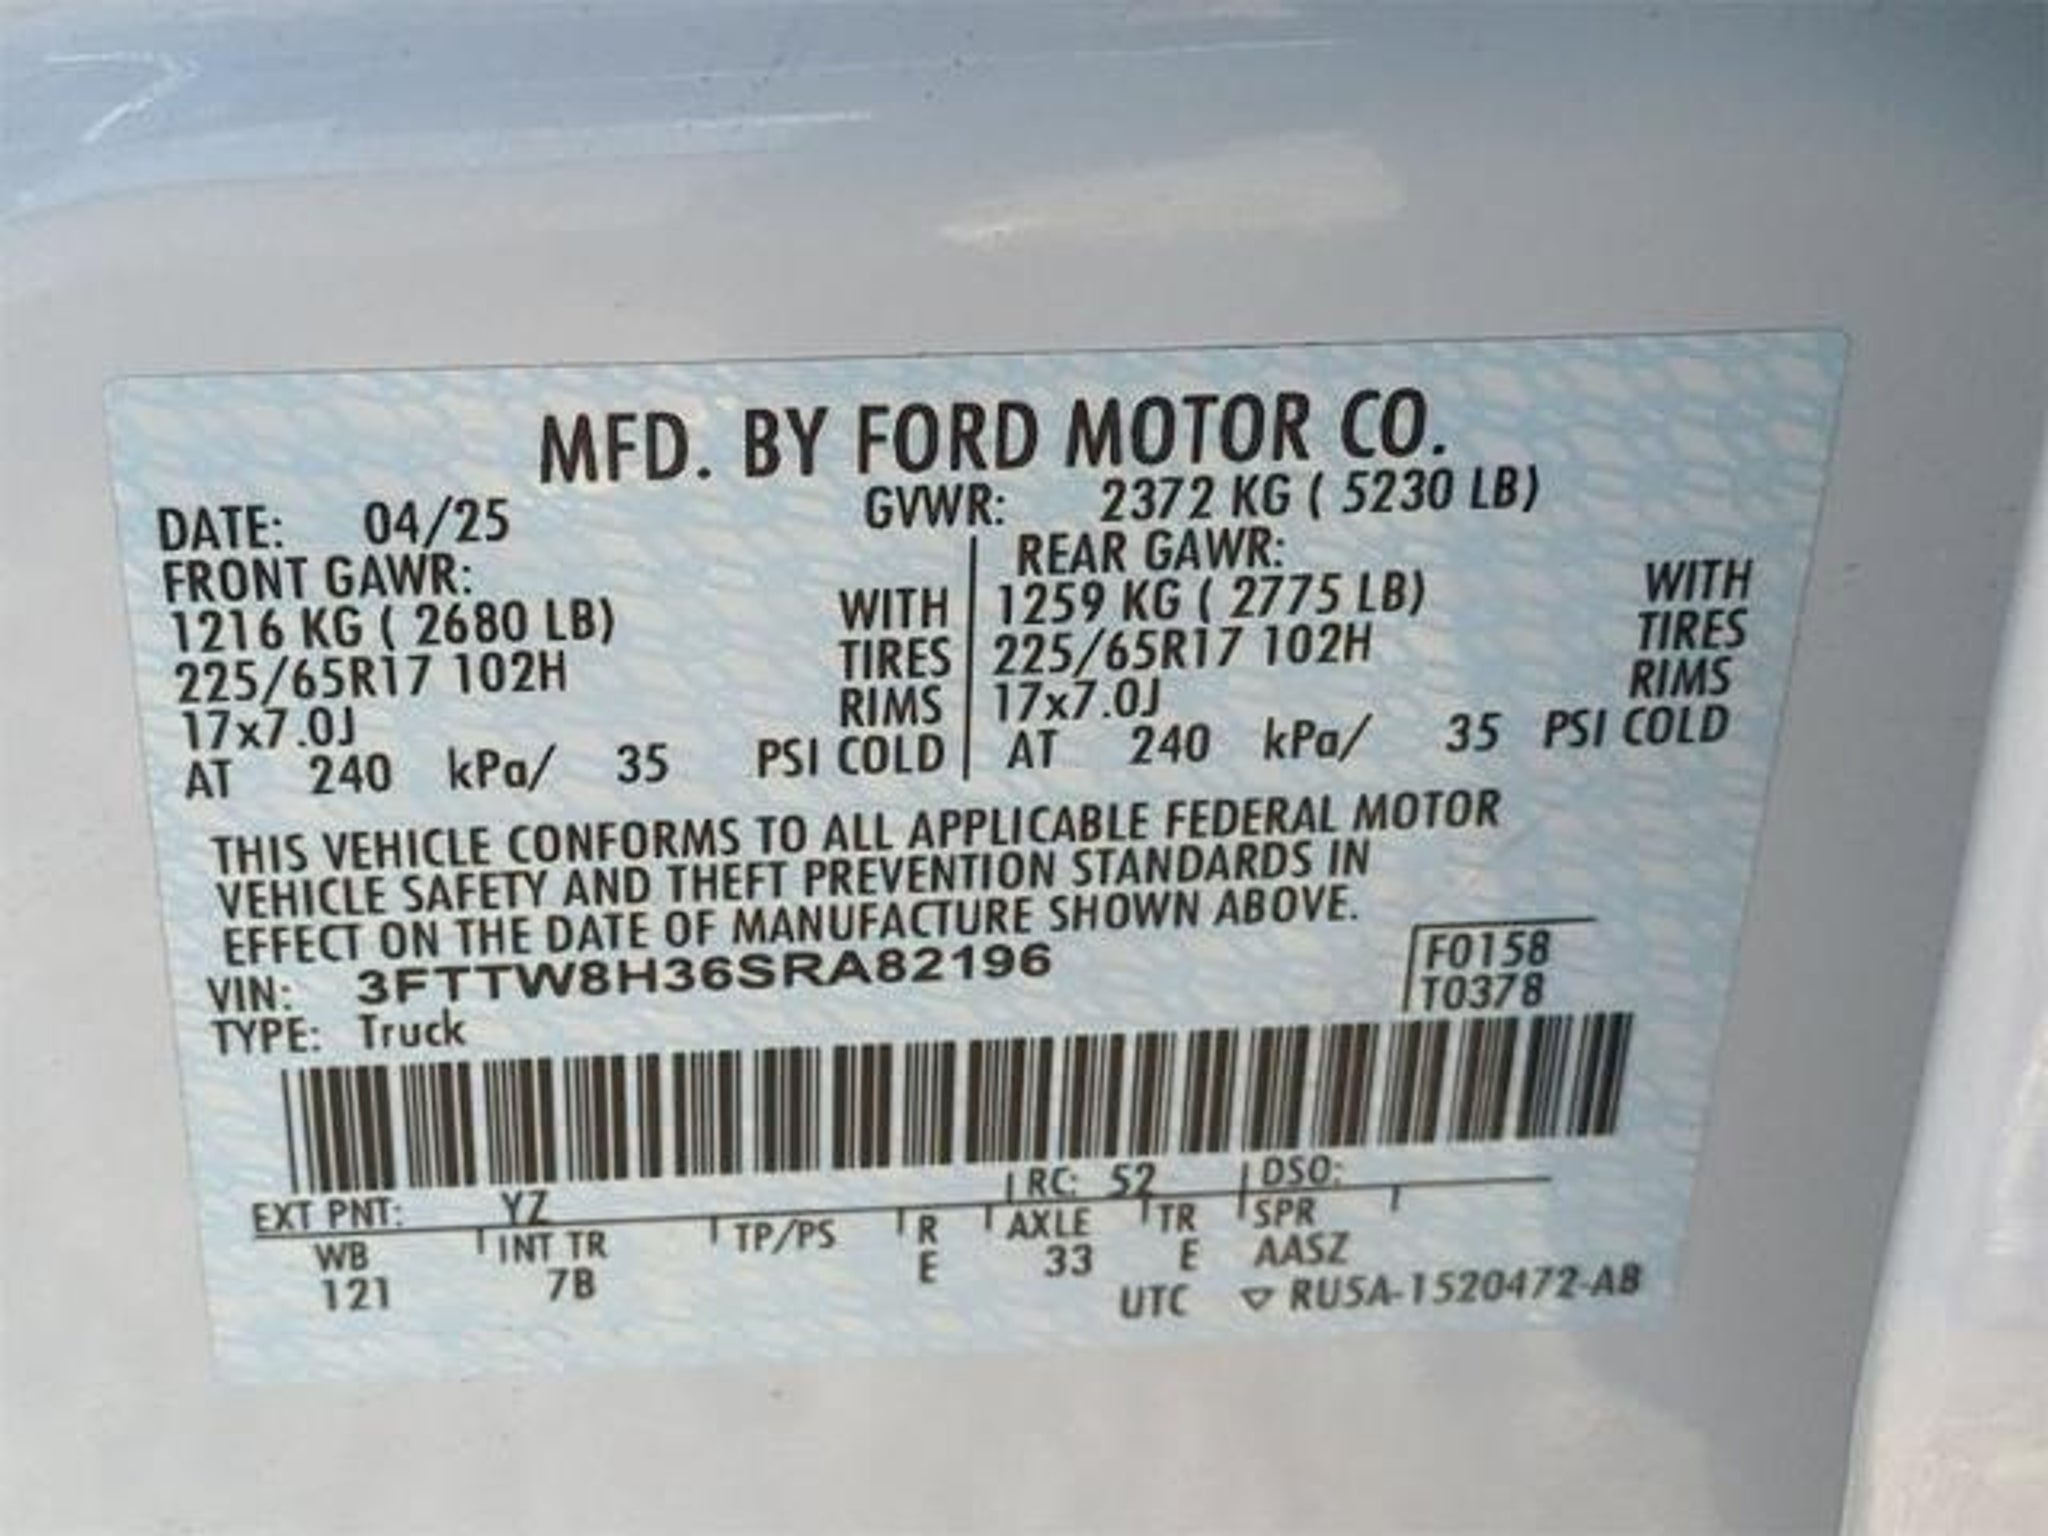 MFD. BY FORD MOTOR CO.
DATE: 04/25 GVWR: 2372 KG ( 5230 LB)
FRONT GAWR: REAR GAWR:
1216 KG ( 2680 LB) WITH 1259 KG ( 2775 LB) WITH
225/65R17 102H TIRES 225/65R17 102H TIRES
17x7.0J RIMS 17x7.0J RIMS
AT 240 kPa/ 35 PSI COLD AT 240 kPa/ 35 PSI COLD
THIS VEHICLE CONFORMS TO ALL APPLICABLE FEDERAL MOTOR
VEHICLE SAFETY AND THEFT PREVENTION STANDARDS IN
EFFECT ON THE DATE OF MANUFACTURE SHOWN ABOVE.
VIN: 3FTTW8H36SRA82196 F0158
TYPE: Truck T0378
EXT PNT: YZ RC: 52 DSO:
WB INT TR TP/PS R AXLE TR SPR
121 7B E 33 E AASZ
UTC ▽ RU5A-1520472-AB